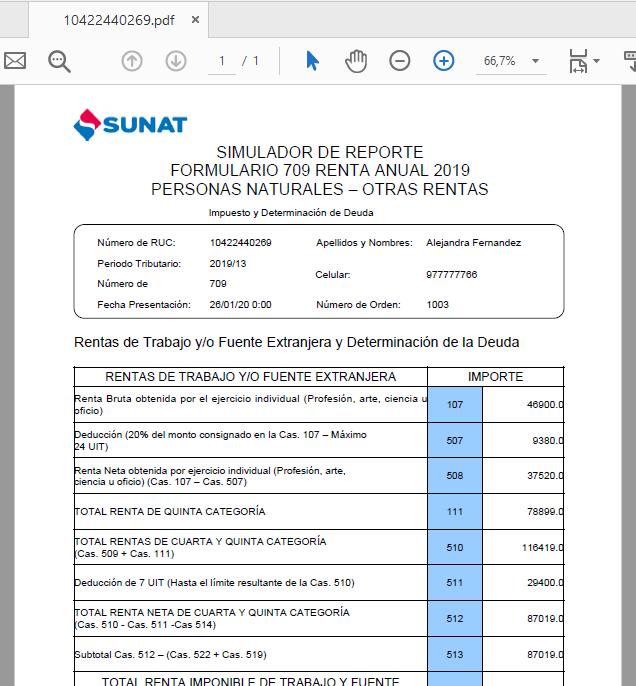 10422440269.pdf ×
1 / 1 66,7%
SUNAT
SIMULADOR DE REPORTE
FORMULARIO 709 RENTA ANUAL 2019
PERSONAS NATURALES – OTRAS RENTAS
Impuesto y Determinación de Deuda
Número de RUC: 10422440269 Apellidos y Nombres: Alejandra Fernandez
Periodo Tributario: 2019/13
Celular: 977777766
Número de 709
Fecha Presentación: 26/01/20 0:00 Número de Orden: 1003
Rentas de Trabajo y/o Fuente Extranjera y Determinación de la Deuda
RENTAS DE TRABAJO Y/O FUENTE EXTRANJERA IMPORTE
Renta Bruta obtenida por el ejercicio individual (Profesión, arte, ciencia u
oficio) 107 46900.0
Deducción (20% del monto consignado en la Cas. 107 – Máximo
24 UIT) 507 9380.0
Renta Neta obtenida por ejercicio individual (Profesión, arte,
ciencia u oficio) (Cas. 107 – Cas. 507) 508 37520.0
TOTAL RENTA DE QUINTA CATEGORÍA 111 78899.0
TOTAL RENTAS DE CUARTA Y QUINTA CATEGORÍA
(Cas. 509 + Cas. 111) 510 116419.0
Deducción de 7 UIT (Hasta el límite resultante de la Cas. 510) 511 29400.0
TOTAL RENTA NETA DE CUARTA Y QUINTA CATEGORÍA
(Cas. 510 - Cas. 511 -Cas 514) 512 87019.0
Subtotal Cas. 512 – (Cas. 522 + Cas. 519) 513 87019.0
TOTAL RENTA IMPONIBLE DE TRABAJO Y FUENTE